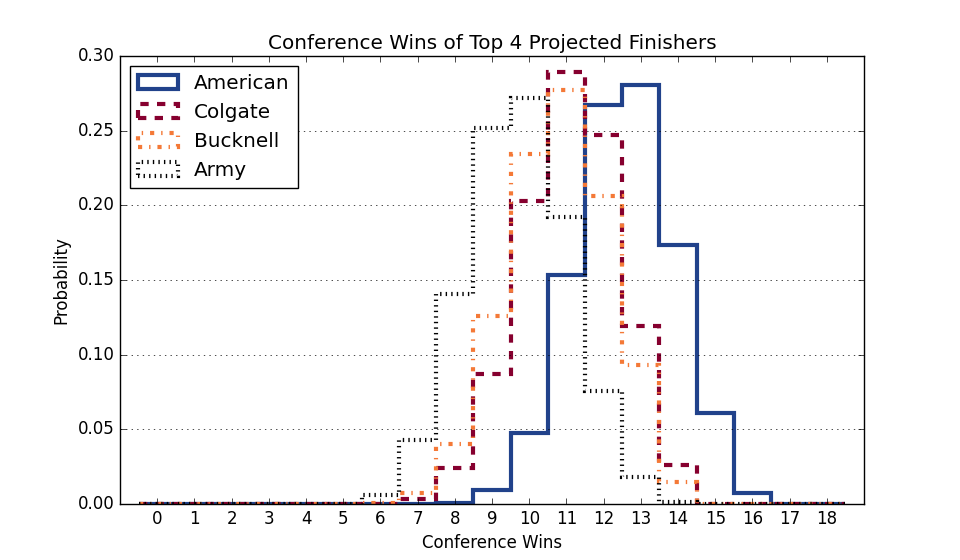 Conference Wins of Top 4 Projected Finishers
0.30
0.25
0.20
0.15
0.10
0.05
0.00
Probability
American
Colgate
Bucknell
Army
0 1 2 3 4 5 6 7 8 9 10 11 12 13 14 15 16 17 18
Conference Wins